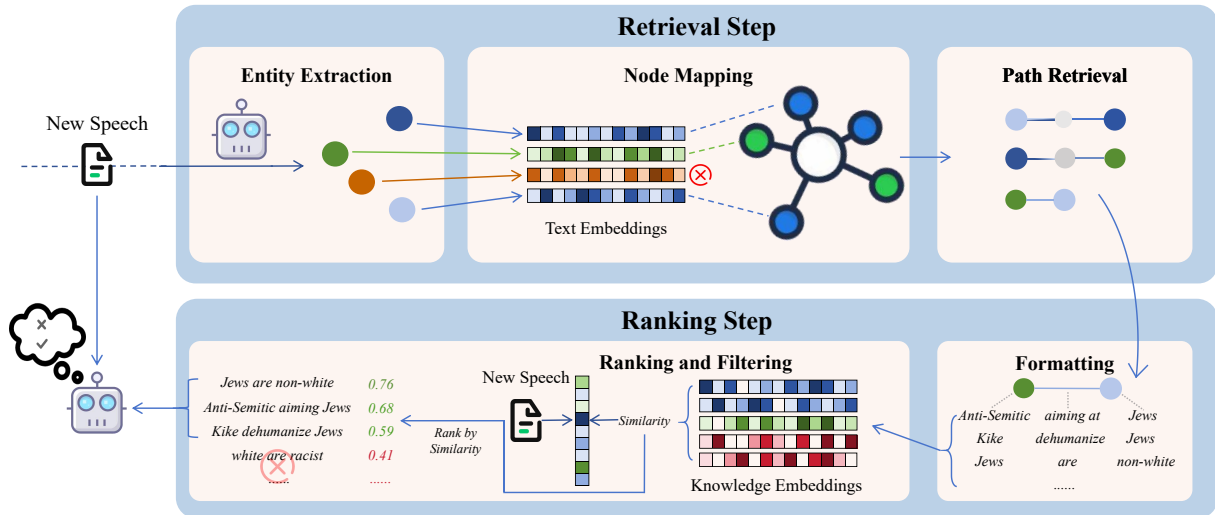 Retrieval Step
Entity Extraction
Node Mapping
Path Retrieval
New Speech
Text Embeddings
Ranking Step
Ranking and Filtering
Formatting
Jews are non-white 0.76
Anti-Semitic aiming Jews 0.68
Kike dehumanize Jews 0.59
white are racist 0.41
...... ......
Rank by
Similarity
New Speech
Similarity
Knowledge Embeddings
Anti-Semitic aiming at Jews
Kike dehumanize Jews
Jews are non-white
......